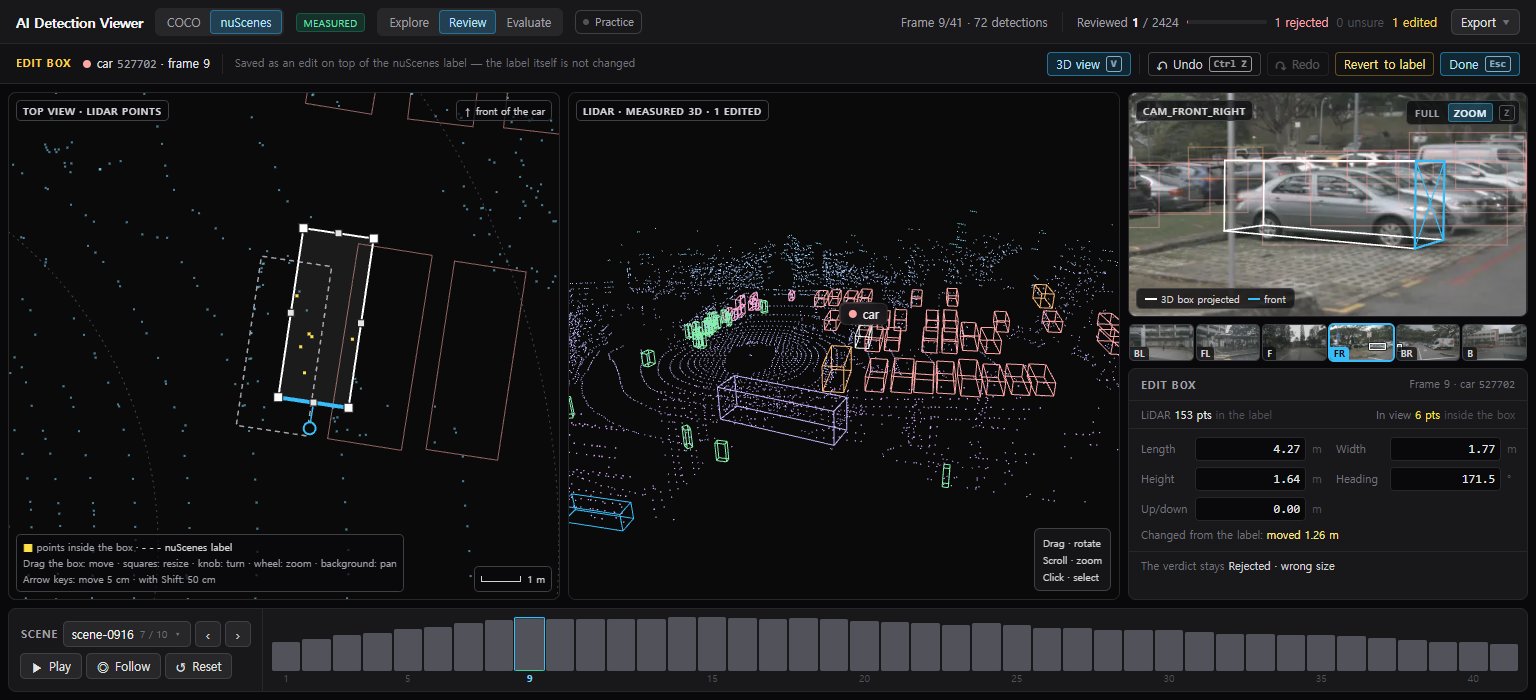 AI Detection Viewer COCO nuScenes MEASURED Explore Review Evaluate Practice Frame 9/41 · 72 detections Reviewed 1 / 2424 1 rejected 0 unsure 1 edited Export
EDIT BOX car 527702 · frame 9 Saved as an edit on top of the nuScenes label — the label itself is not changed 3D view V Undo Ctrl Z Redo Revert to label Done Esc
TOP VIEW · LIDAR POINTS ↑ front of the car
points inside the box · - - - nuScenes label
Drag the box: move · squares: resize · knob: turn · wheel: zoom · background: pan
Arrow keys: move 5 cm · with Shift: 50 cm
1 m
LIDAR · MEASURED 3D · 1 EDITED
car
Drag · rotate
Scroll · zoom
Click · select
CAM_FRONT_RIGHT FULL ZOOM Z
3D box projected front
BL FL F FR BR B
EDIT BOX Frame 9 · car 527702
LiDAR 153 pts in the label In view 6 pts inside the box
Length 4.27 m Width 1.77 m
Height 1.64 m Heading 171.5 °
Up/down 0.00 m
Changed from the label: moved 1.26 m
The verdict stays Rejected · wrong size
SCENE scene-0916 7 / 10 ‹ ›
Play Follow Reset
1 5 9 15 20 25 30 35 40